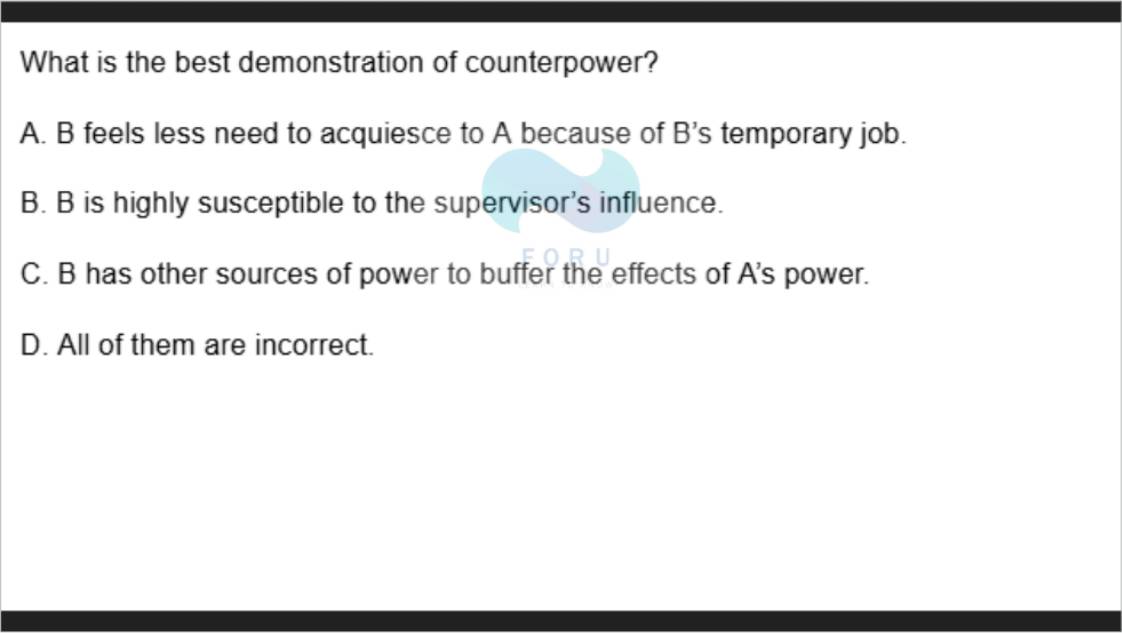 What is the best demonstration of counterpower?
A. B feels less need to acquiesce to A because of B’s temporary job.
B. B is highly susceptible to the supervisor’s influence.
FORU
C. B has other sources of power to buffer the effects of A’s power.
D. All of them are incorrect.